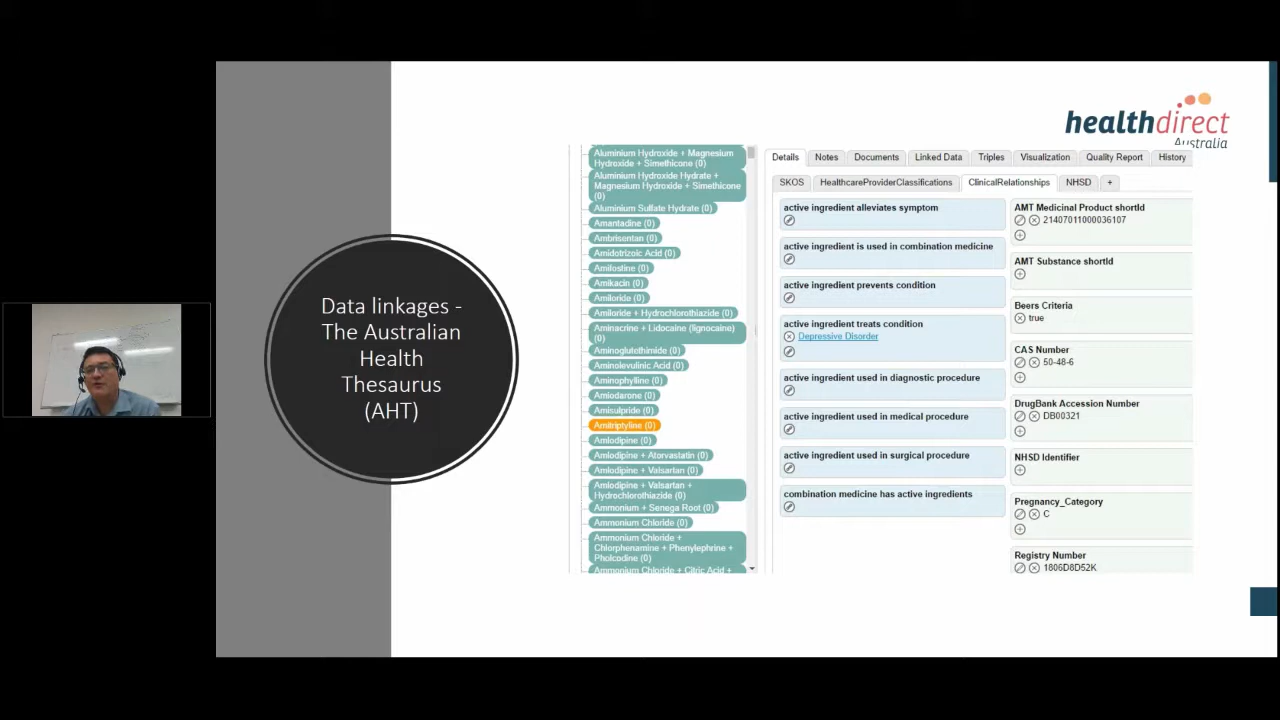 Data linkages -
The Australian
Health
Thesaurus
(AHT)
healthdirect
Australia
Aluminium Hydroxide + Magnesium
Hydroxide + Simethicone (0)
Aluminium Hydroxide Hydrate +
Magnesium Hydroxide + Simethicone
(0)
Aluminium Sulfate Hydrate (0)
Amantadine (0)
Ambrisentan (0)
Amidotrizoic Acid (0)
Amifostine (0)
Amikacin (0)
Amiloride (0)
Amiloride + Hydrochlorothiazide (0)
Aminacrine + Lidocaine (lignocaine)
(0)
Aminoglutethimide (0)
Aminolevulinic Acid (0)
Aminophylline (0)
Amiodarone (0)
Amisulpride (0)
Amitriptyline (0)
Amlodipine (0)
Amlodipine + Atorvastatin (0)
Amlodipine + Valsartan (0)
Amlodipine + Valsartan +
Hydrochlorothiazide (0)
Ammonium + Senega Root (0)
Ammonium Chloride (0)
Ammonium Chloride +
Chlorphenamine + Phenylephrine +
Pholcodine (0)
Ammonium Chloride + Citric Acid +
Details Notes Documents Linked Data Triples Visualization Quality Report History
SKOS HealthcareProviderClassifications ClinicalRelationships NHSD +
active ingredient alleviates symptom
active ingredient is used in combination medicine
active ingredient prevents condition
active ingredient treats condition
Depressive Disorder
active ingredient used in diagnostic procedure
active ingredient used in medical procedure
active ingredient used in surgical procedure
combination medicine has active ingredients
AMT Medicinal Product shortId
21407011000036107
AMT Substance shortId
Beers Criteria
true
CAS Number
50-48-6
DrugBank Accession Number
DB00321
NHSD Identifier
Pregnancy_Category
C
Registry Number
1806D8D52K